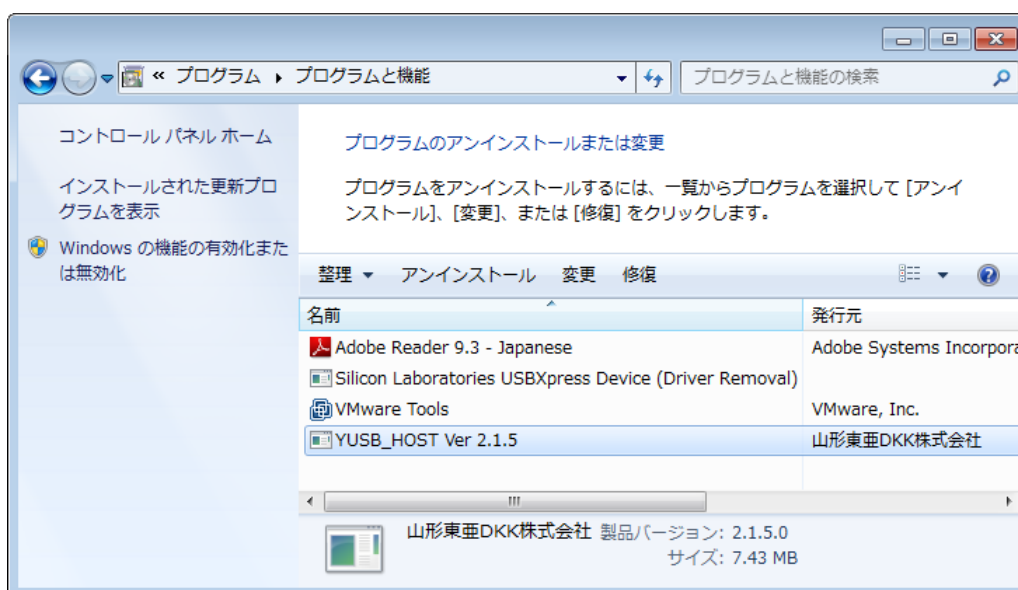 « プログラム ▸ プログラムと機能
プログラムと機能の検索
コントロール パネル ホーム
インストールされた更新プロ
グラムを表示
Windows の機能の有効化また
は無効化
プログラムのアンインストールまたは変更
プログラムをアンインストールするには、一覧からプログラムを選択して [アンイ
ンストール]、[変更]、または [修復] をクリックします。
整理 アンインストール 変更 修復
名前 発行元
Adobe Reader 9.3 - Japanese Adobe Systems Incorpora
Silicon Laboratories USBXpress Device (Driver Removal)
VMware Tools VMware, Inc.
YUSB_HOST Ver 2.1.5 山形東亜DKK株式会社
山形東亜DKK株式会社 製品バージョン: 2.1.5.0
サイズ: 7.43 MB